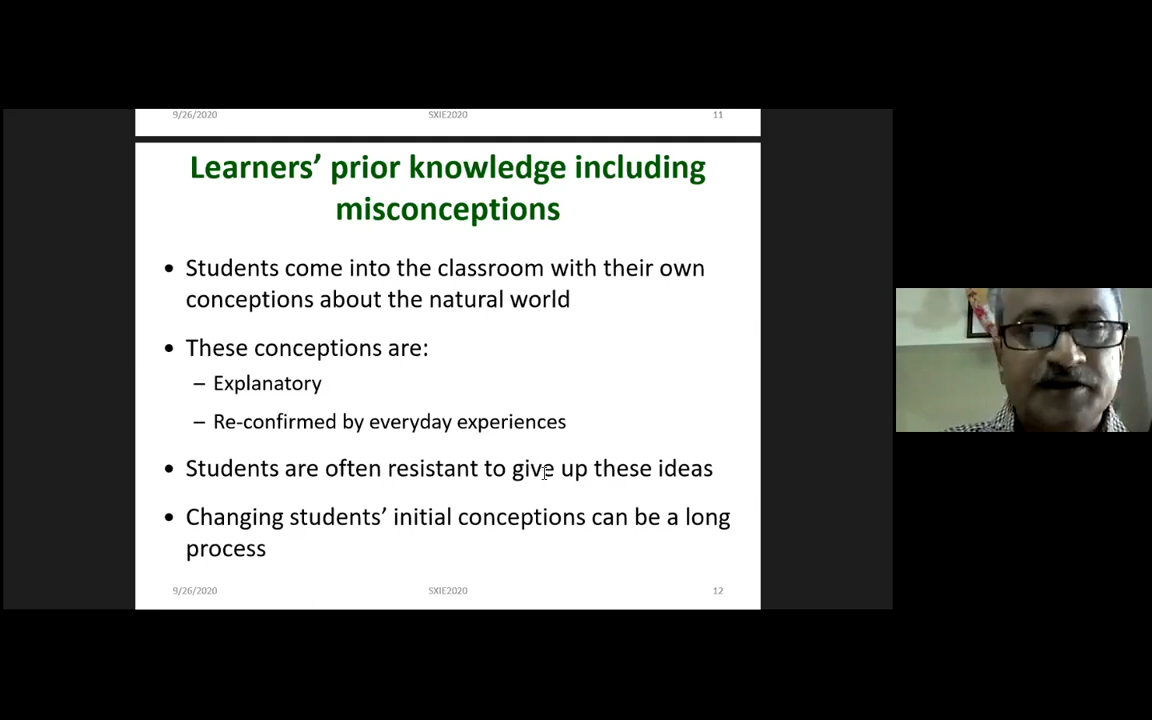 9/26/2020 SXIE2020 11
Learners’ prior knowledge including
misconceptions
• Students come into the classroom with their own
conceptions about the natural world
• These conceptions are:
– Explanatory
– Re-confirmed by everyday experiences
• Students are often resistant to give up these ideas
• Changing students’ initial conceptions can be a long
process
9/26/2020 SXIE2020 12